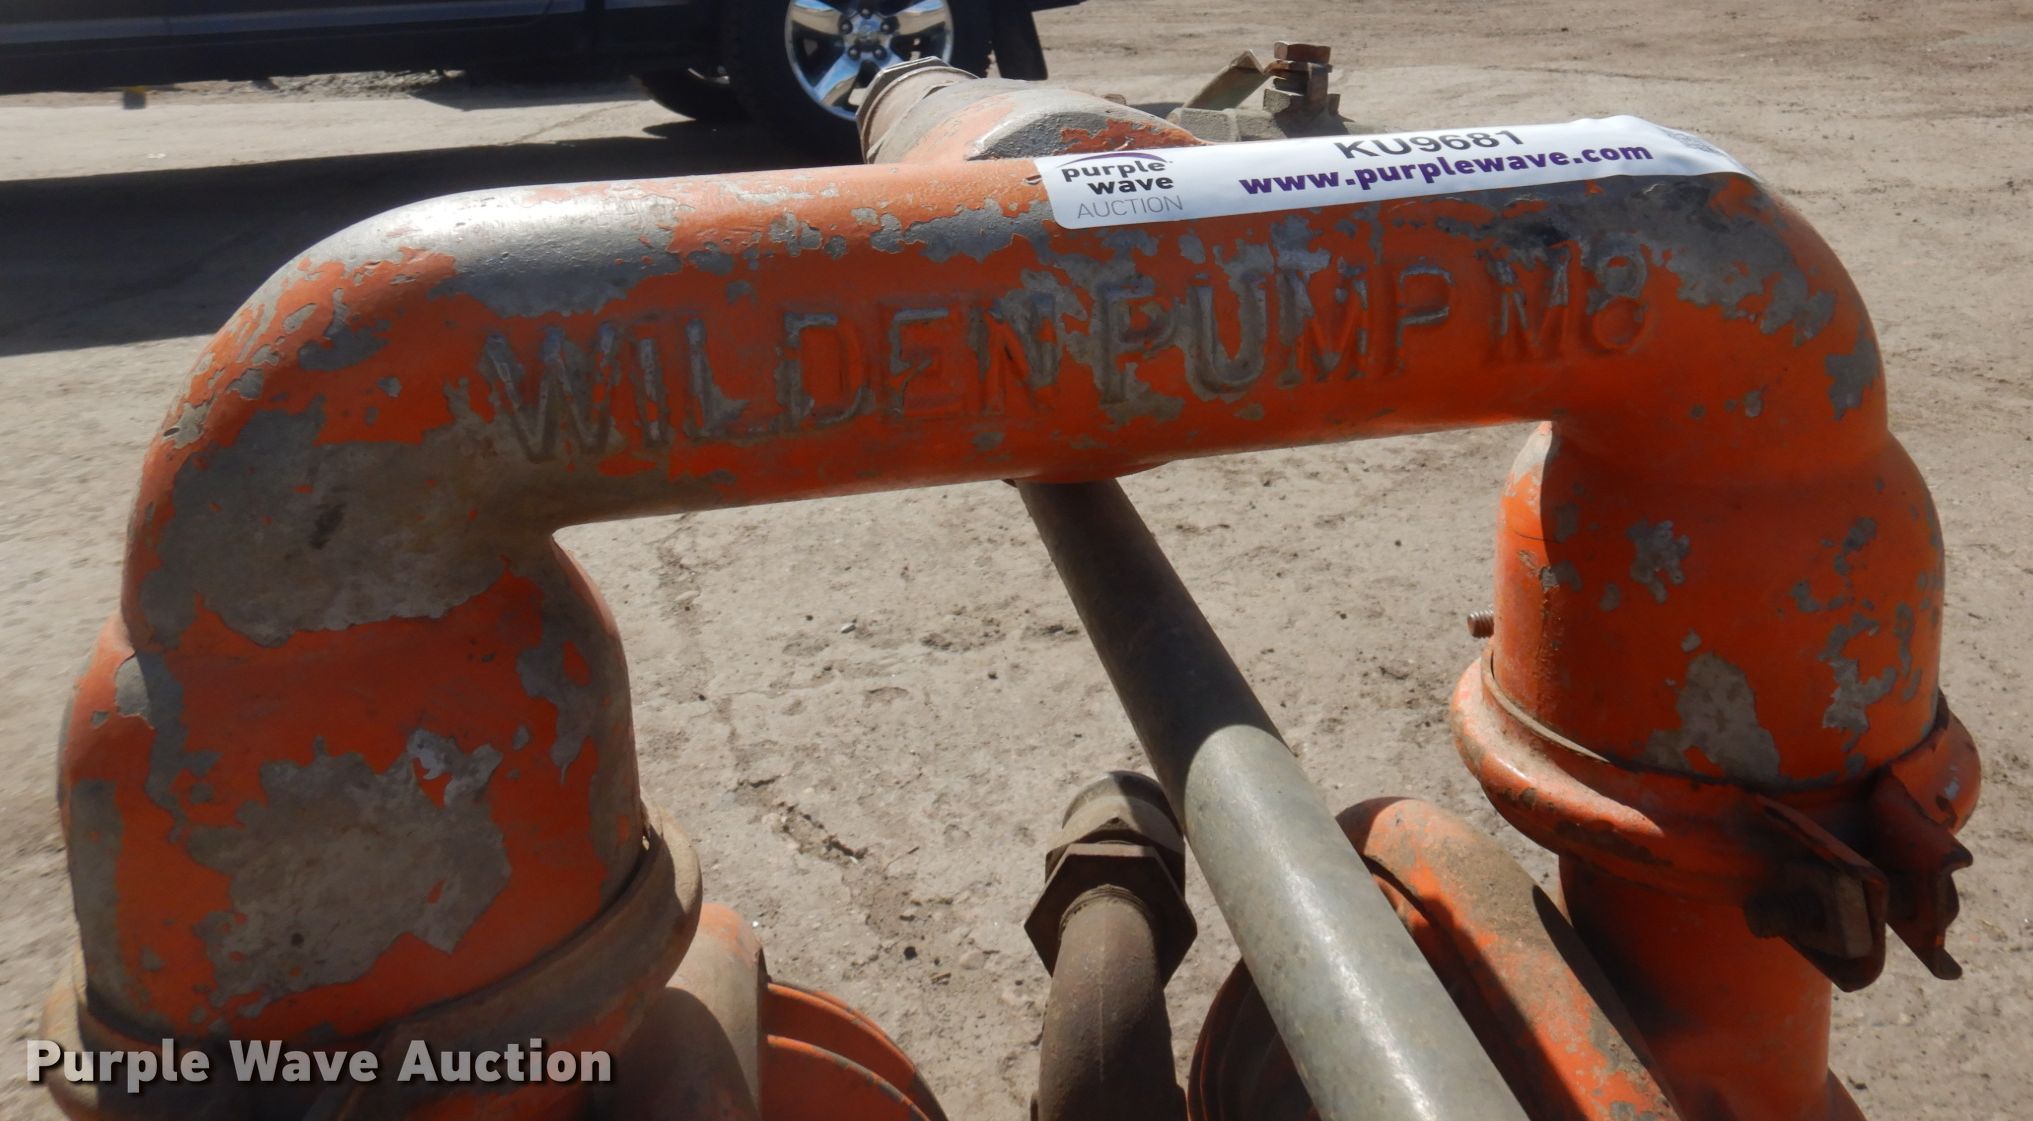 KU9681
purple wave
AUCTION
www.purplewave.com
WILDEN PUMP M8
Purple Wave Auction